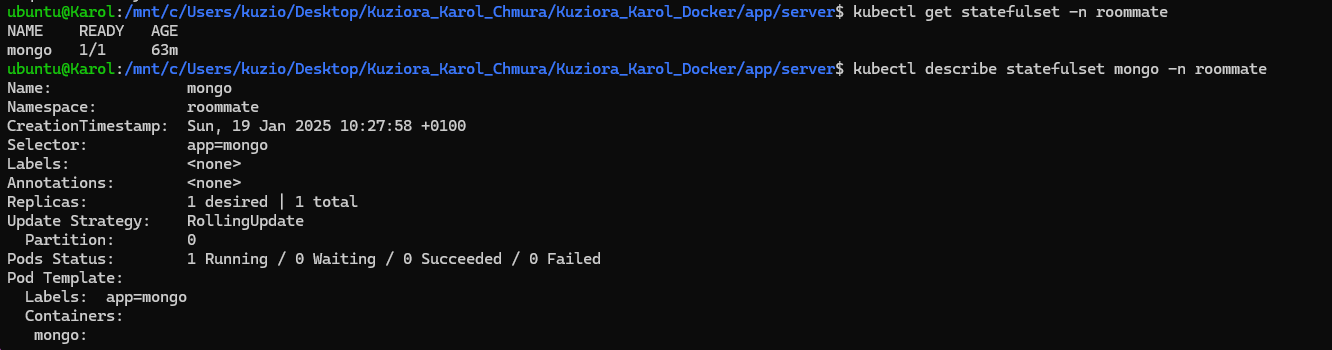 ubuntu@Karol:/mnt/c/Users/kuzio/Desktop/Kuziora_Karol_Chmura/Kuziora_Karol_Docker/app/server$ kubectl get statefulset -n roommate
NAME    READY   AGE
mongo   1/1     63m
ubuntu@Karol:/mnt/c/Users/kuzio/Desktop/Kuziora_Karol_Chmura/Kuziora_Karol_Docker/app/server$ kubectl describe statefulset mongo -n roommate
Name:               mongo
Namespace:          roommate
CreationTimestamp:  Sun, 19 Jan 2025 10:27:58 +0100
Selector:           app=mongo
Labels:             <none>
Annotations:        <none>
Replicas:           1 desired | 1 total
Update Strategy:    RollingUpdate
  Partition:        0
Pods Status:        1 Running / 0 Waiting / 0 Succeeded / 0 Failed
Pod Template:
  Labels:  app=mongo
  Containers:
   mongo: